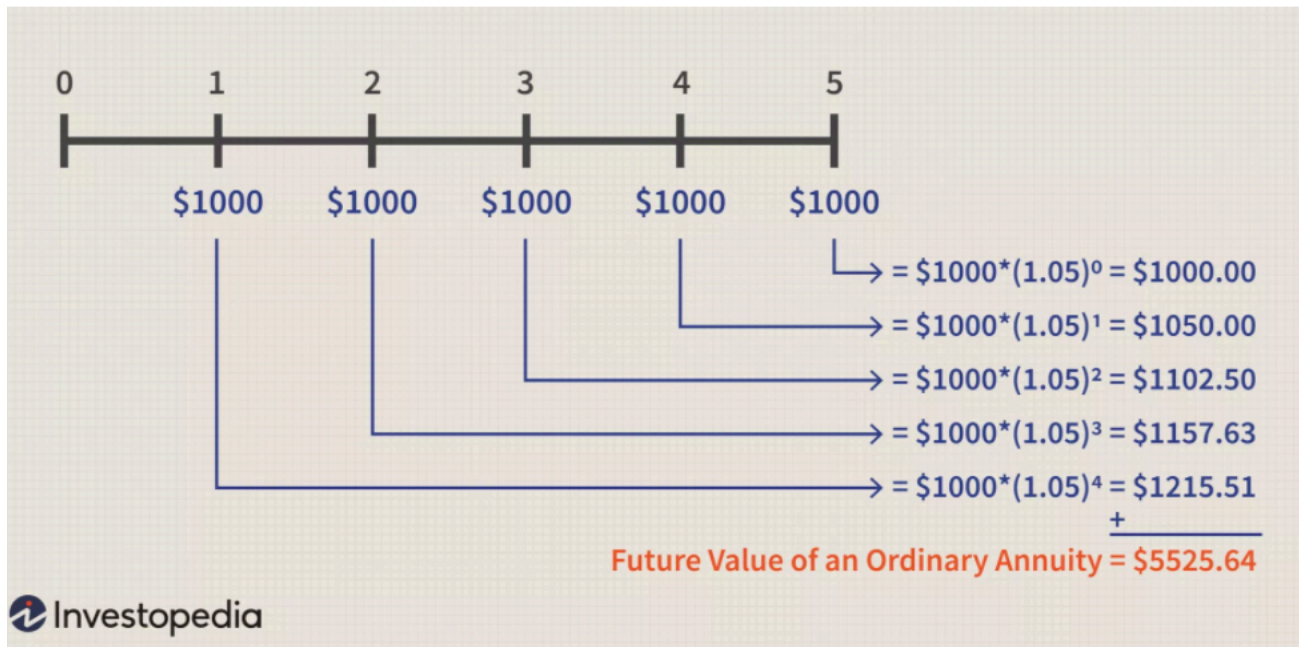 0 1 2 3 4 5
$1000 $1000 $1000 $1000 $1000
= $1000*(1.05)⁰ = $1000.00
= $1000*(1.05)¹ = $1050.00
= $1000*(1.05)² = $1102.50
= $1000*(1.05)³ = $1157.63
= $1000*(1.05)⁴ = $1215.51
+
Future Value of an Ordinary Annuity = $5525.64
Investopedia